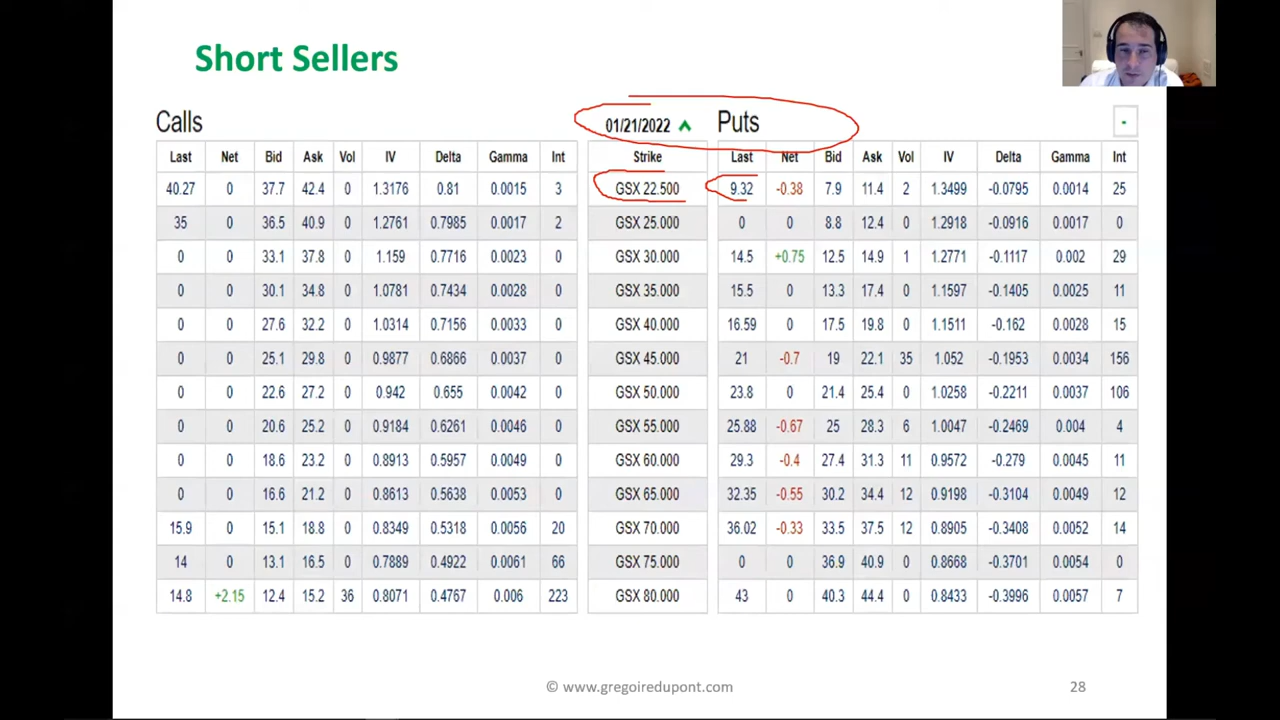 Short Sellers
Calls 01/21/2022 Puts -
Last Net Bid Ask Vol IV Delta Gamma Int Strike Last Net Bid Ask Vol IV Delta Gamma Int
40.27 0 37.7 42.4 0 1.3176 0.81 0.0015 3 GSX 22.500 9.32 -0.38 7.9 11.4 2 1.3499 -0.0795 0.0014 25
35 0 36.5 40.9 0 1.2761 0.7985 0.0017 2 GSX 25.000 0 0 8.8 12.4 0 1.2918 -0.0916 0.0017 0
0 0 33.1 37.8 0 1.159 0.7716 0.0023 0 GSX 30.000 14.5 +0.75 12.5 14.9 1 1.2771 -0.1117 0.002 29
0 0 30.1 34.8 0 1.0781 0.7434 0.0028 0 GSX 35.000 15.5 0 13.3 17.4 0 1.1597 -0.1405 0.0025 11
0 0 27.6 32.2 0 1.0314 0.7156 0.0033 0 GSX 40.000 16.59 0 17.5 19.8 0 1.1511 -0.162 0.0028 15
0 0 25.1 29.8 0 0.9877 0.6866 0.0037 0 GSX 45.000 21 -0.7 19 22.1 35 1.052 -0.1953 0.0034 156
0 0 22.6 27.2 0 0.942 0.655 0.0042 0 GSX 50.000 23.8 0 21.4 25.4 0 1.0258 -0.2211 0.0037 106
0 0 20.6 25.2 0 0.9184 0.6261 0.0046 0 GSX 55.000 25.88 -0.67 25 28.3 6 1.0047 -0.2469 0.004 4
0 0 18.6 23.2 0 0.8913 0.5957 0.0049 0 GSX 60.000 29.3 -0.4 27.4 31.3 11 0.9572 -0.279 0.0045 11
0 0 16.6 21.2 0 0.8613 0.5638 0.0053 0 GSX 65.000 32.35 -0.55 30.2 34.4 12 0.9198 -0.3104 0.0049 12
15.9 0 15.1 18.8 0 0.8349 0.5318 0.0056 20 GSX 70.000 36.02 -0.33 33.5 37.5 12 0.8905 -0.3408 0.0052 14
14 0 13.1 16.5 0 0.7889 0.4922 0.0061 66 GSX 75.000 0 0 36.9 40.9 0 0.8668 -0.3701 0.0054 0
14.8 +2.15 12.4 15.2 36 0.8071 0.4767 0.006 223 GSX 80.000 43 0 40.3 44.4 0 0.8433 -0.3996 0.0057 7
© www.gregoiredupont.com 28